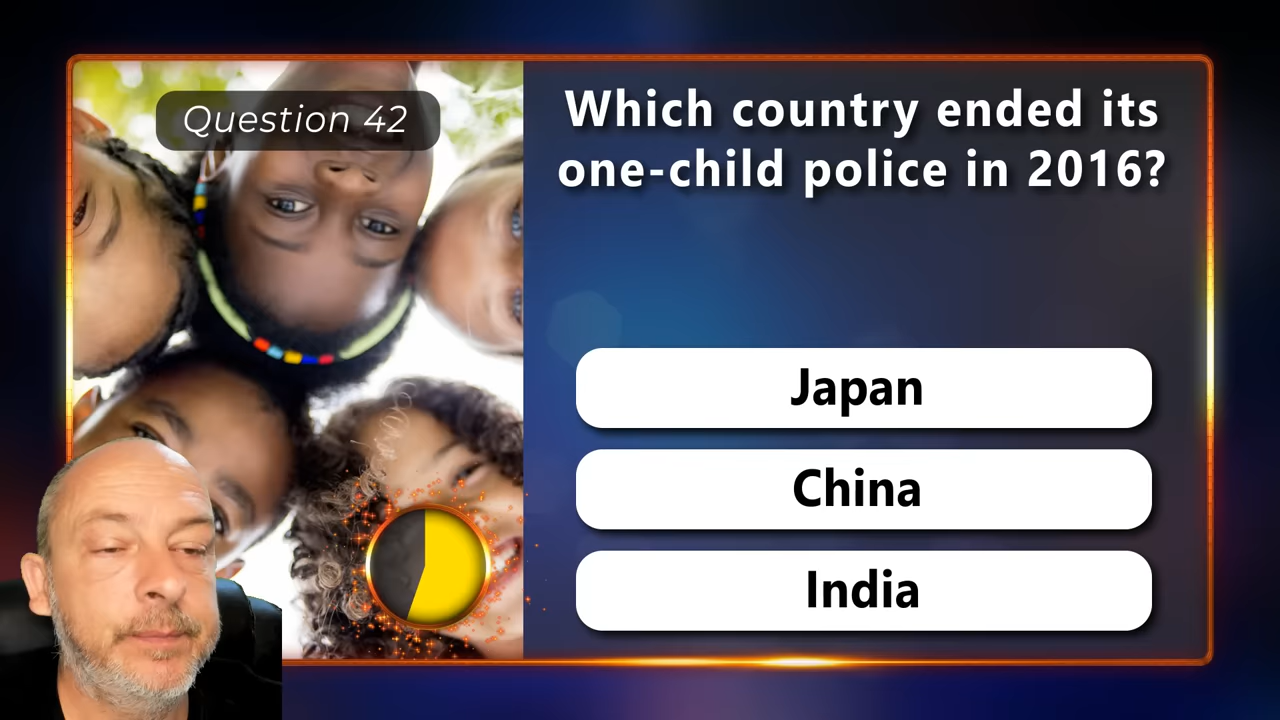 Question 42
Which country ended its
one-child police in 2016?
Japan
China
India